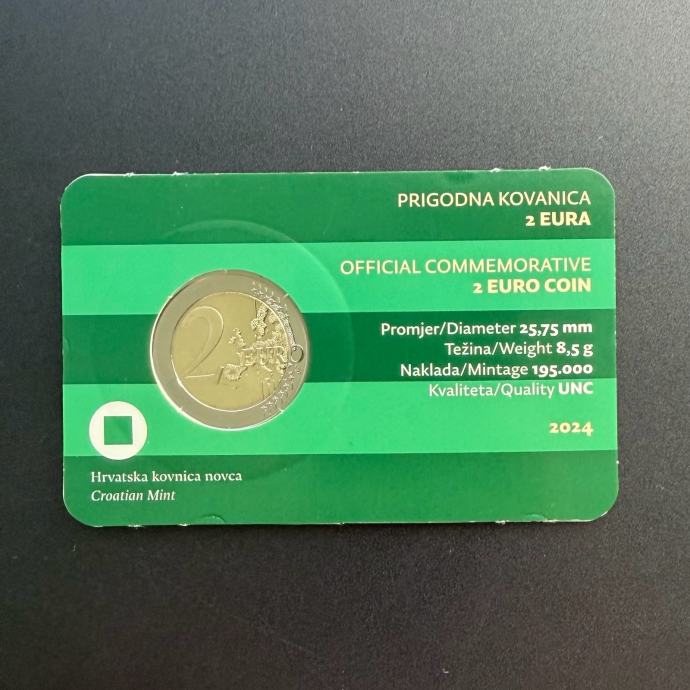 PRIGODNA KOVANICA
2 EURA
OFFICIAL COMMEMORATIVE
2 EURO COIN
Promjer/Diameter 25,75 mm
Težina/Weight 8,5 g
Naklada/Mintage 195.000
Kvaliteta/Quality UNC
2024
2 EURO
Hrvatska kovnica novca
Croatian Mint